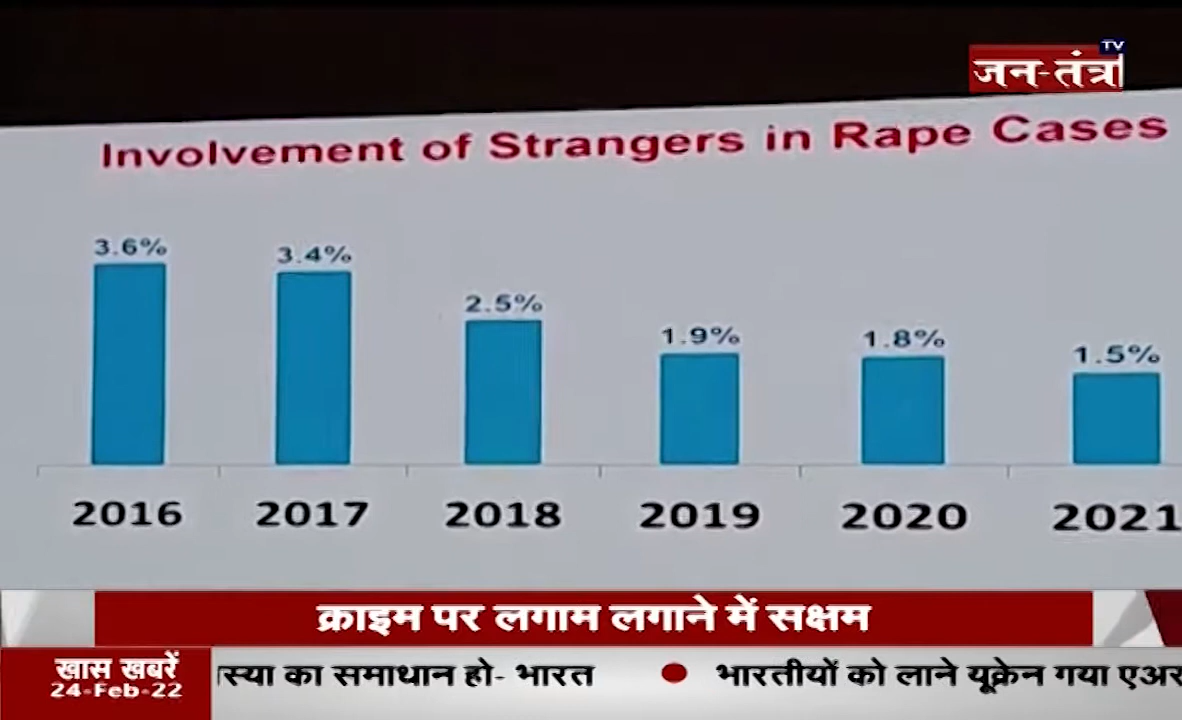 TV
जन-तंत्र
Involvement of Strangers in Rape Cases
3.6% 3.4% 2.5% 1.9% 1.8% 1.5%
2016 2017 2018 2019 2020 2021
क्राइम पर लगाम लगाने में सक्षम
खास खबरें
24-Feb-22
स्या का समाधान हो- भारत ● भारतीयों को लाने यूक्रेन गया एअर